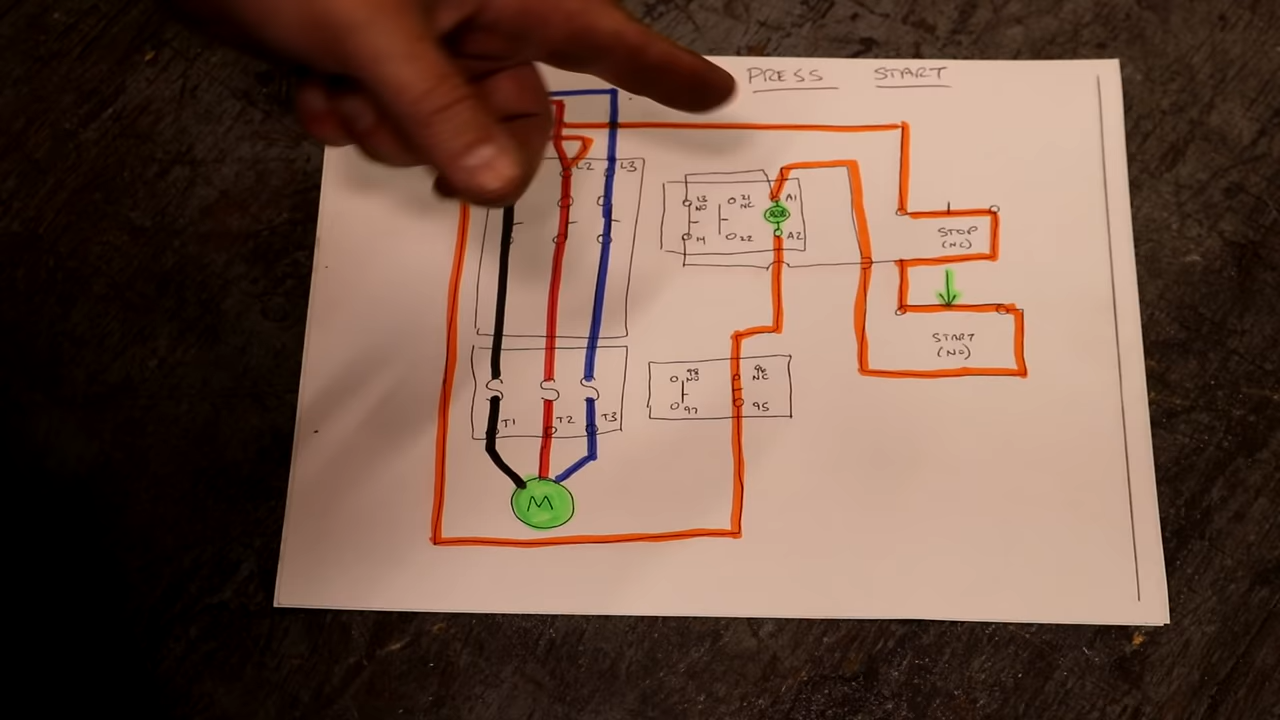 PRESS START
L2 L3
13 NO
21 NC
A1
14
22
A2
STOP
(NC)
START
(NO)
98 NO
96 NC
97
95
T1 T2 T3
M